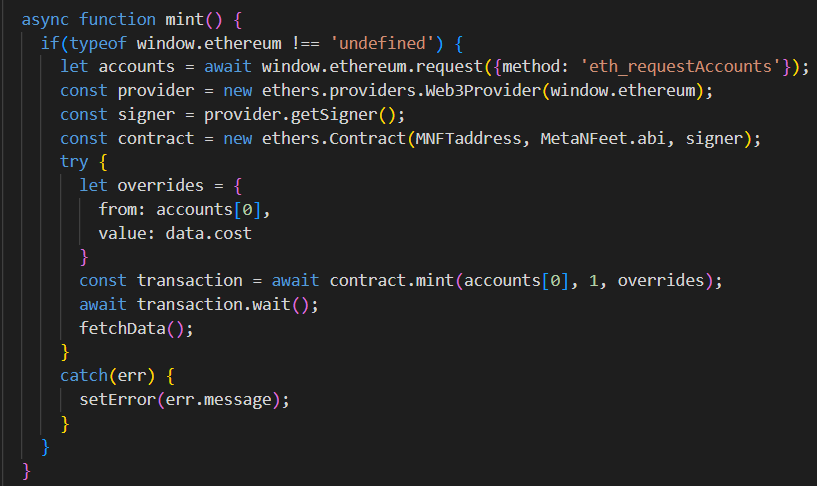 async function mint() {
if(typeof window.ethereum !== 'undefined') {
let accounts = await window.ethereum.request({method: 'eth_requestAccounts'});
const provider = new ethers.providers.Web3Provider(window.ethereum);
const signer = provider.getSigner();
const contract = new ethers.Contract(MNFTaddress, MetaNFeet.abi, signer);
try {
let overrides = {
from: accounts[0],
value: data.cost
}
const transaction = await contract.mint(accounts[0], 1, overrides);
await transaction.wait();
fetchData();
}
catch(err) {
setError(err.message);
}
}
}